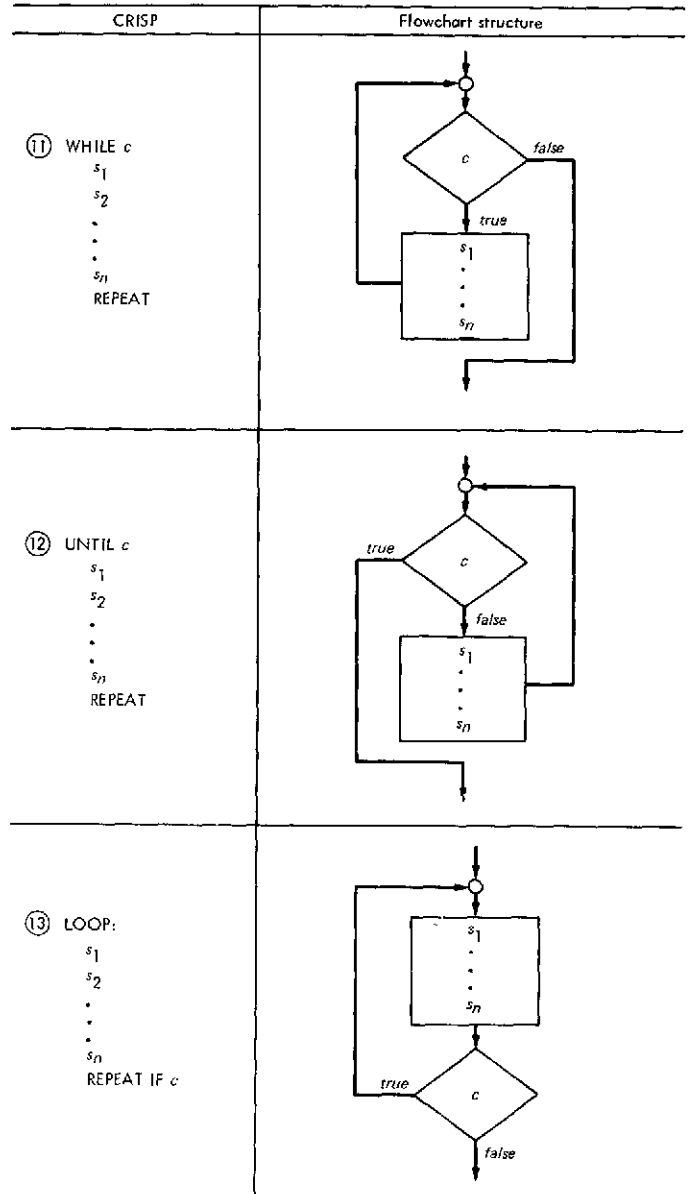 CRISP
Flowchart structure
⑪ WHILE c
s1
s2
.
.
.
sn
REPEAT
c
false
true
s1
.
.
.
sn
⑫ UNTIL c
s1
s2
.
.
.
sn
REPEAT
true
c
false
s1
.
.
.
sn
⑬ LOOP:
s1
s2
.
.
.
sn
REPEAT IF c
s1
.
.
.
sn
true
c
false